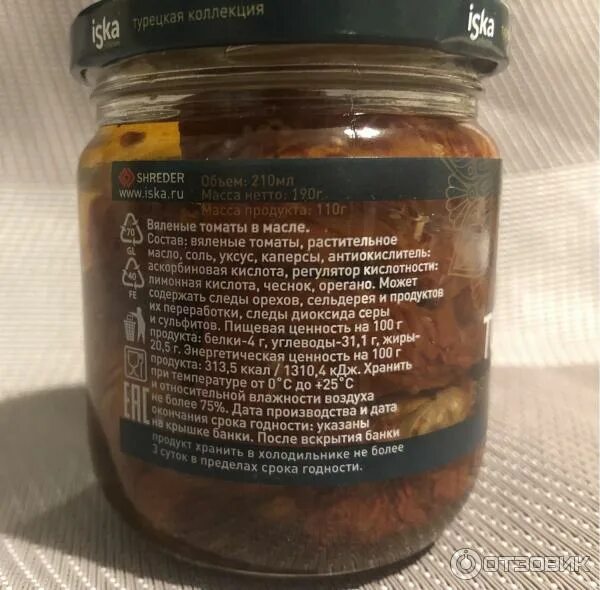 işka турецкая коллекция işka
SHREDER
www.iska.ru
Объем: 210мл
Масса нетто: 190г
Масса продукта: 110г
Вяленые томаты в масле.
Состав: вяленые томаты, растительное
масло, соль, уксус, каперсы, антиокислитель:
аскорбиновая кислота, регулятор кислотности:
лимонная кислота, чеснок, орегано. Может
содержать следы орехов, сельдерея и продуктов
их переработки, следы диоксида серы
и сульфитов. Пищевая ценность на 100 г
продукта: белки-4 г, углеводы-31,1 г, жиры-
20,5 г. Энергетическая ценность на 100 г
продукта: 313,5 ккал / 1310,4 кДж. Хранить
при температуре от 0°С до +25°С
и относительной влажности воздуха
не более 75%. Дата производства и дата
окончания срока годности: указаны
на крышке банки. После вскрытия банки
продукт хранить в холодильнике не более
3 суток в пределах срока годности.
70
GL
40
FE
EAC
Т
ОТЗОВИК